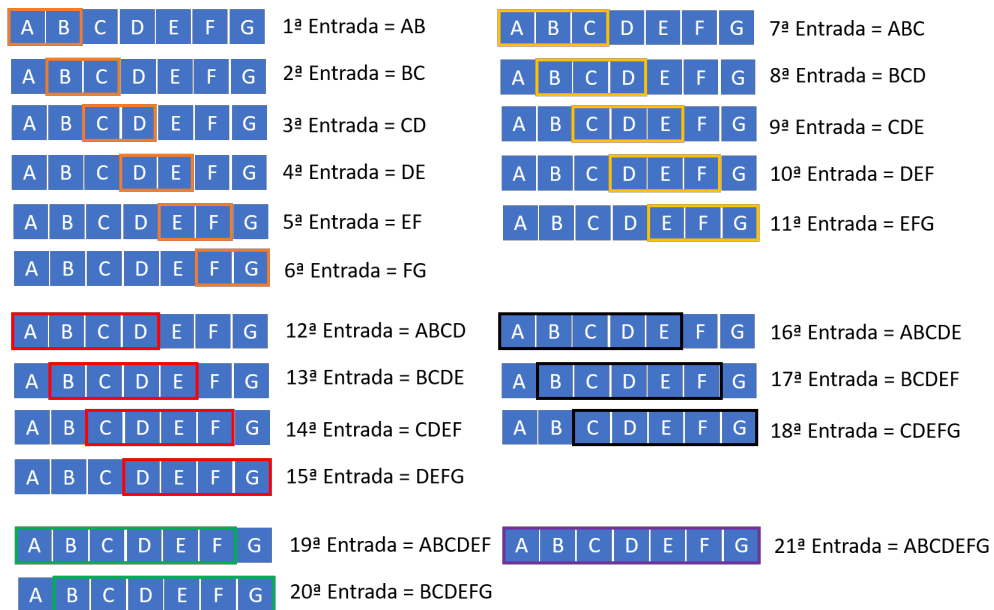 A B C D E F G 1ª Entrada = AB
A B C D E F G 2ª Entrada = BC
A B C D E F G 3ª Entrada = CD
A B C D E F G 4ª Entrada = DE
A B C D E F G 5ª Entrada = EF
A B C D E F G 6ª Entrada = FG
A B C D E F G 7ª Entrada = ABC
A B C D E F G 8ª Entrada = BCD
A B C D E F G 9ª Entrada = CDE
A B C D E F G 10ª Entrada = DEF
A B C D E F G 11ª Entrada = EFG
A B C D E F G 12ª Entrada = ABCD
A B C D E F G 13ª Entrada = BCDE
A B C D E F G 14ª Entrada = CDEF
A B C D E F G 15ª Entrada = DEFG
A B C D E F G 16ª Entrada = ABCDE
A B C D E F G 17ª Entrada = BCDEF
A B C D E F G 18ª Entrada = CDEFG
A B C D E F G 19ª Entrada = ABCDEF
A B C D E F G 20ª Entrada = BCDEFG
A B C D E F G 21ª Entrada = ABCDEFG